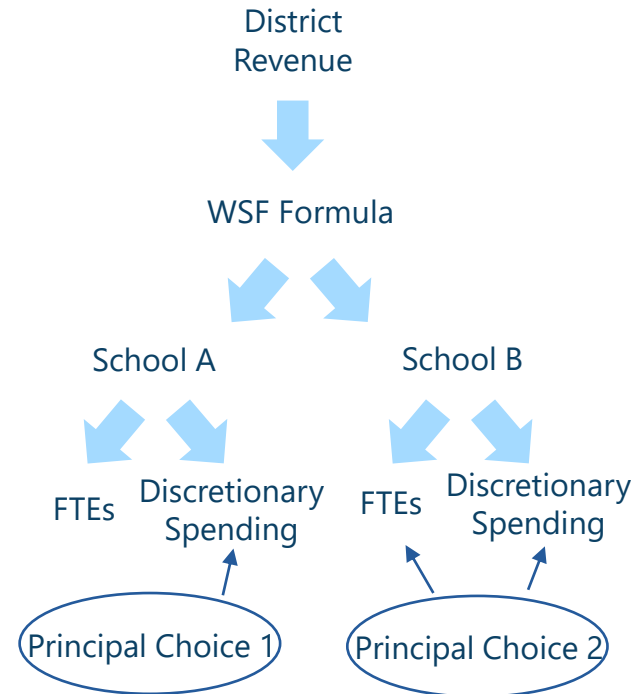 District
Revenue
WSF Formula
School A
School B
FTEs
Discretionary
Spending
FTEs
Discretionary
Spending
Principal Choice 1
Principal Choice 2